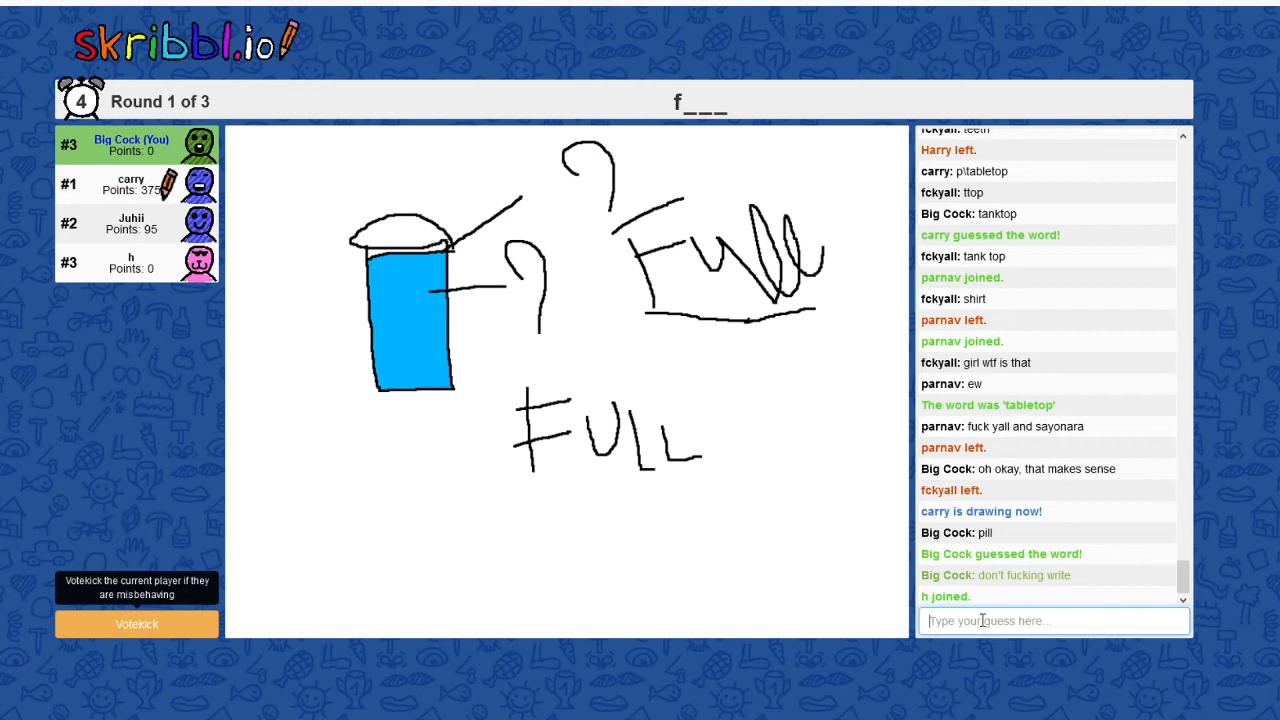 skribbl.io
4
Round 1 of 3
f___
#3
Big Cock (You)
Points: 0
#1
carry
Points: 375
#2
Juhii
Points: 95
#3
h
Points: 0
Votekick the current player if they
are misbehaving
Votekick
Full
FULL
fckyall: teeth
Harry left.
carry: p\tabletop
fckyall: ttop
Big Cock: tanktop
carry guessed the word!
fckyall: tank top
parnav joined.
fckyall: shirt
parnav left.
parnav joined.
fckyall: girl wtf is that
parnav: ew
The word was 'tabletop'
parnav: fuck yall and sayonara
parnav left.
Big Cock: oh okay, that makes sense
fckyall left.
carry is drawing now!
Big Cock: pill
Big Cock guessed the word!
Big Cock: don't fucking write
h joined.
Type your guess here...